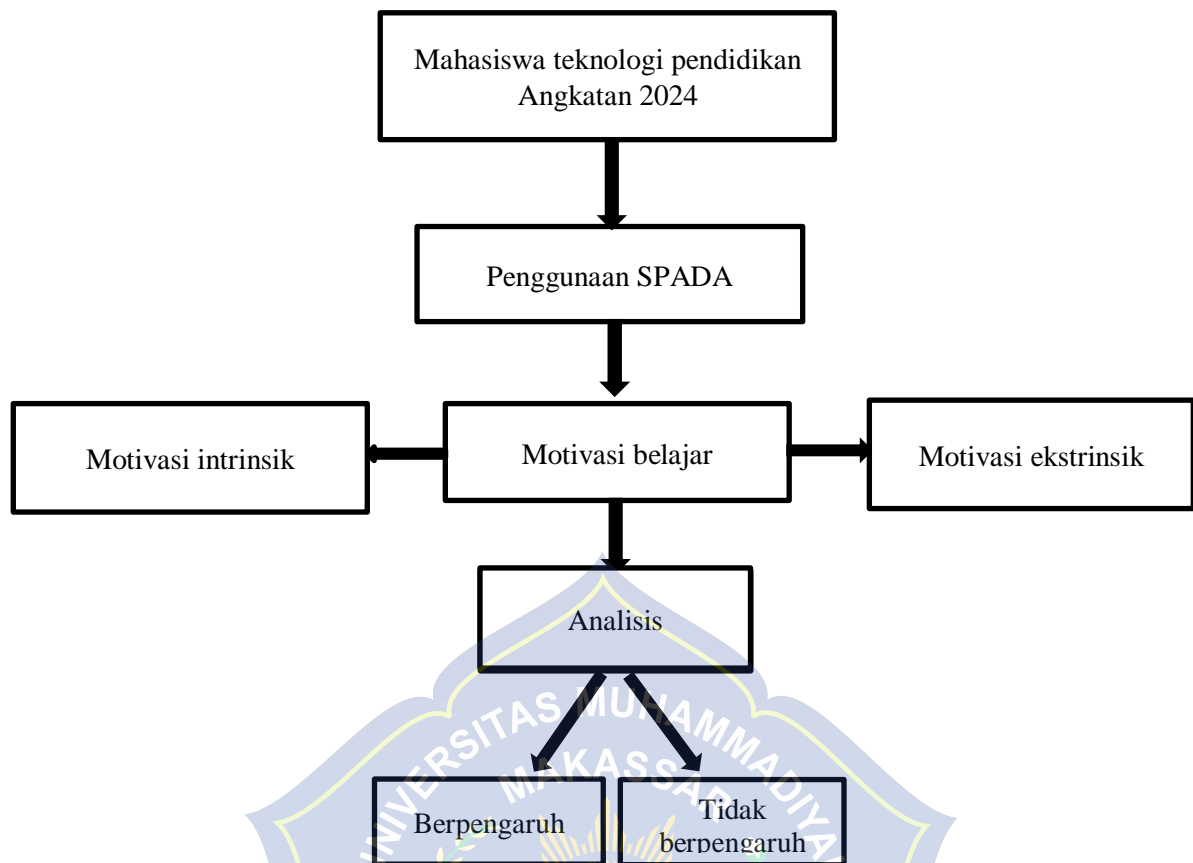 Mahasiswa teknologi pendidikan
Angkatan 2024
Penggunaan SPADA
Motivasi intrinsik
Motivasi belajar
Motivasi ekstrinsik
Analisis
UNIVERSITAS MUHAMMADIYA
MAKASSAR
Berpengaruh
Tidak
berpengaruh